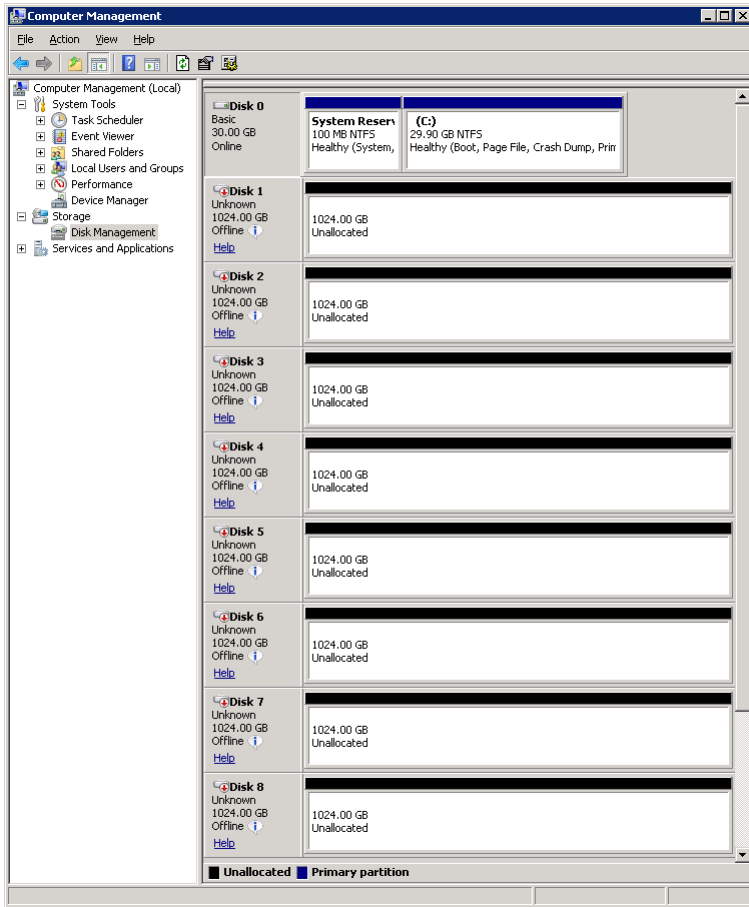 Computer Management
File Action View Help
Computer Management (Local)
System Tools
Task Scheduler
Event Viewer
Shared Folders
Local Users and Groups
Performance
Device Manager
Storage
Disk Management
Services and Applications
Disk 0
Basic
30.00 GB
Online
System Reserv
100 MB NTFS
Healthy (System,
(C:)
29.90 GB NTFS
Healthy (Boot, Page File, Crash Dump, Prim
Disk 1
Unknown
1024.00 GB
Offline
Help
1024.00 GB
Unallocated
Disk 2
Unknown
1024.00 GB
Offline
Help
1024.00 GB
Unallocated
Disk 3
Unknown
1024.00 GB
Offline
Help
1024.00 GB
Unallocated
Disk 4
Unknown
1024.00 GB
Offline
Help
1024.00 GB
Unallocated
Disk 5
Unknown
1024.00 GB
Offline
Help
1024.00 GB
Unallocated
Disk 6
Unknown
1024.00 GB
Offline
Help
1024.00 GB
Unallocated
Disk 7
Unknown
1024.00 GB
Offline
Help
1024.00 GB
Unallocated
Disk 8
Unknown
1024.00 GB
Offline
Help
1024.00 GB
Unallocated
Unallocated Primary partition